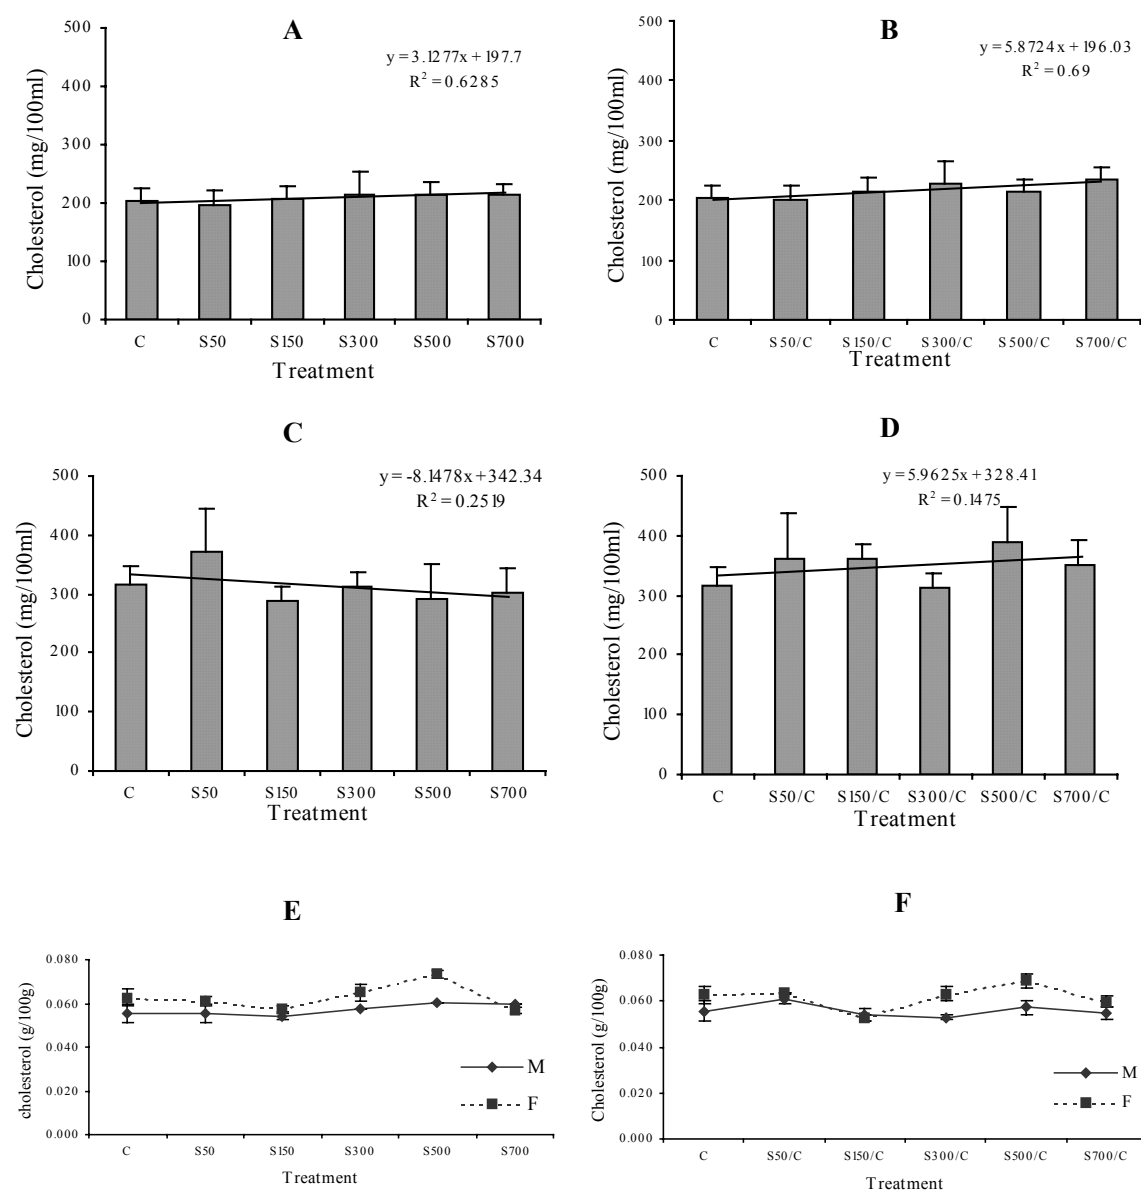 A
y = 3.1277x + 197.7
R² = 0.6285
Cholesterol (mg/100ml)
500
400
300
200
100
0
C S50 S150 S300 S500 S700
Treatment
B
y = 5.8724x + 196.03
R² = 0.69
Cholesterol (mg/100ml)
500
400
300
200
100
0
C S50/C S150/C S300/C S500/C S700/C
Treatment
C
y = -8.1478x + 342.34
R² = 0.2519
Cholesterol (mg/100ml)
500
400
300
200
100
0
C S50 S150 S300 S500 S700
Treatment
D
y = 5.9625x + 328.41
R² = 0.1475
Cholesterol (mg/100ml)
500
400
300
200
100
0
C S50/C S150/C S300/C S500/C S700/C
Treatment
E
cholesterol (g/100g)
0.080
0.060
0.040
0.020
0.000
M
F
C S50 S150 S300 S500 S700
Treatment
F
Cholesterol (g/100g)
0.080
0.060
0.040
0.020
0.000
M
F
C S50/C S150/C S300/C S500/C S700/C
Treatment